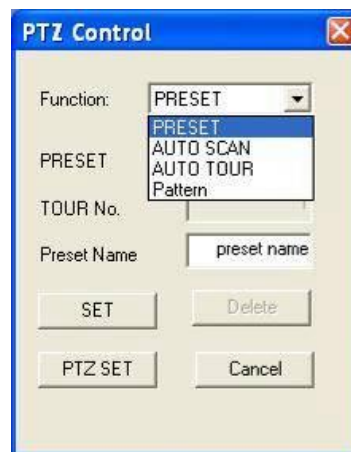 PTZ Control
Function: PRESET
PRESET
AUTO SCAN
AUTO TOUR
Pattern
PRESET
TOUR No.
Preset Name preset name
SET Delete
PTZ SET Cancel